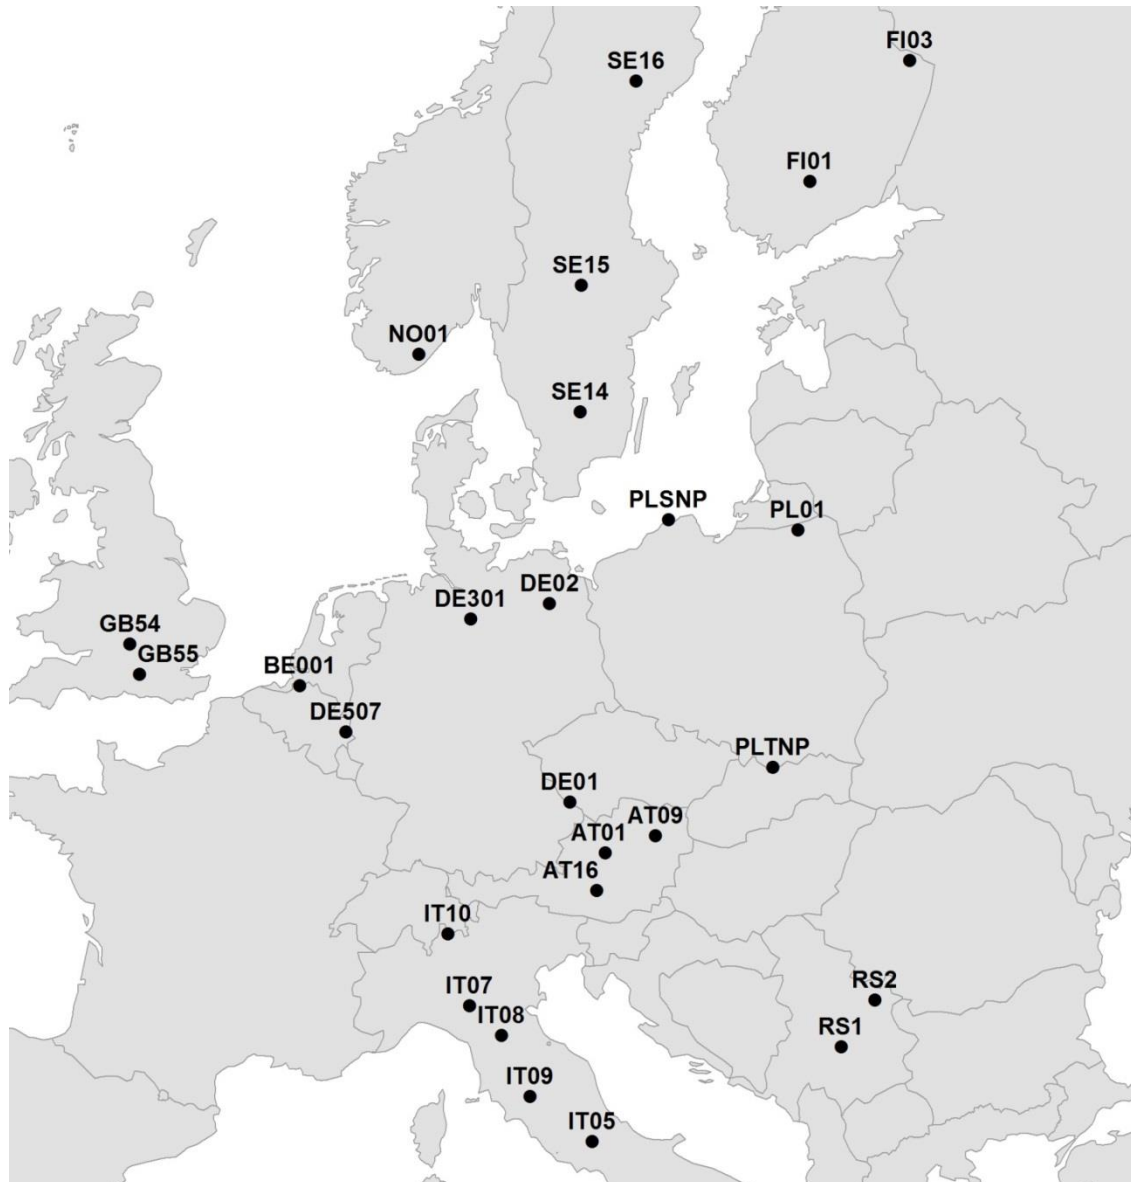 FI03
SE16
FI01
SE15
NO01
SE14
PLSNP
PL01
DE02
DE301
GB54
GB55
BE001
DE507
PLTNP
DE01
AT09
AT01
AT16
IT10
RS2
IT07
IT08
RS1
IT09
IT05